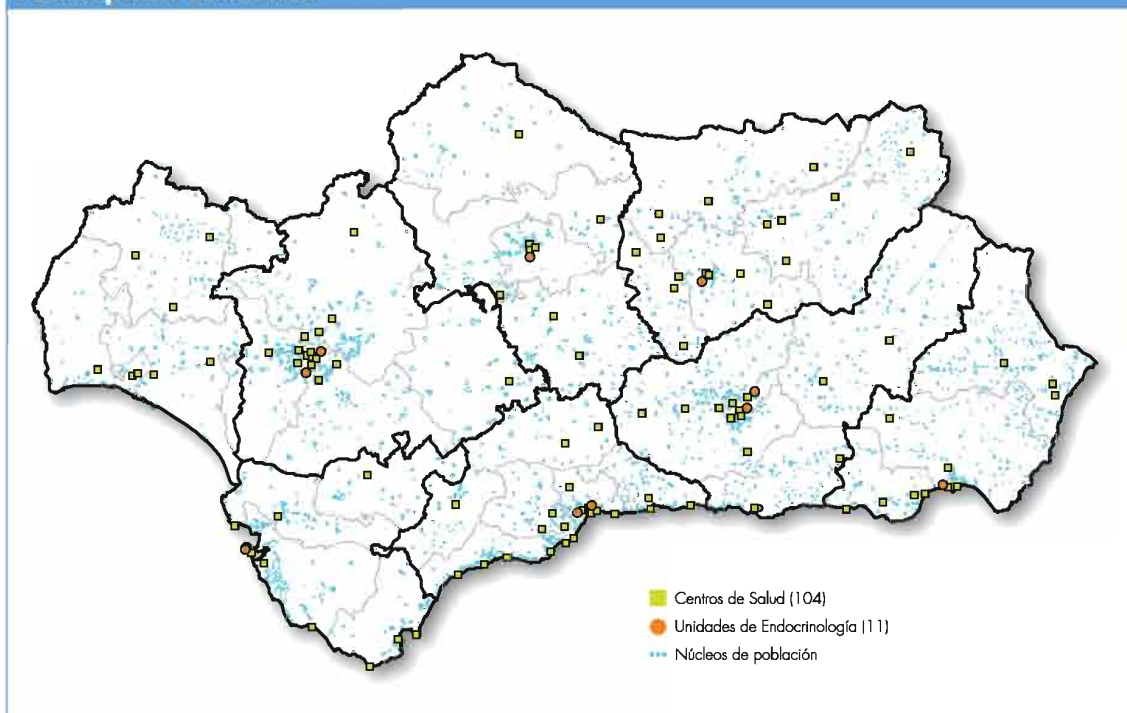 Centros de Salud (104)
Unidades de Endocrinología (11)
Núcleos de población